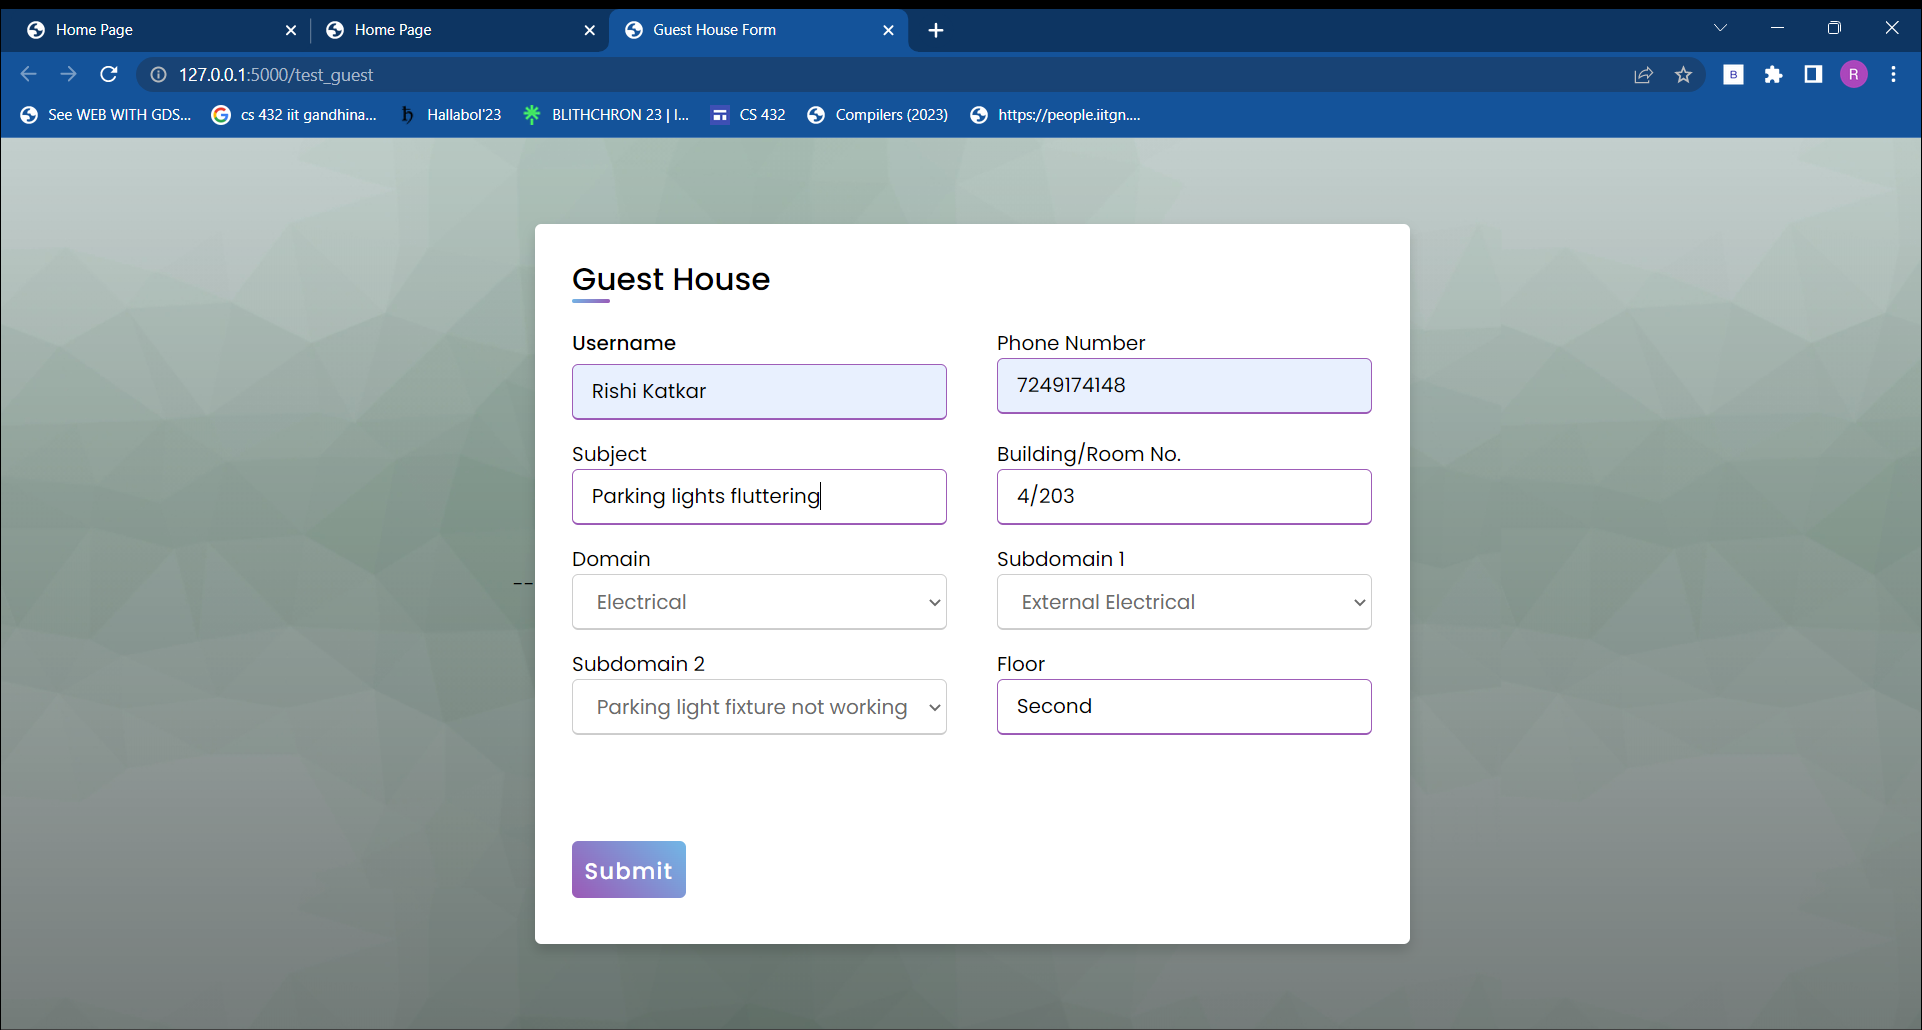 Home Page
Home Page
Guest House Form
127.0.0.1:5000/test_guest
B
R
See WEB WITH GDS...
cs 432 iit gandhina...
Hallabol'23
BLITHCHRON 23 | I...
CS 432
Compilers (2023)
https://people.iitgn....
Guest House
Username
Phone Number
Rishi Katkar
7249174148
Subject
Building/Room No.
Parking lights fluttering
4/203
Domain
Subdomain 1
--
Electrical
External Electrical
Subdomain 2
Floor
Parking light fixture not working
Second
Submit